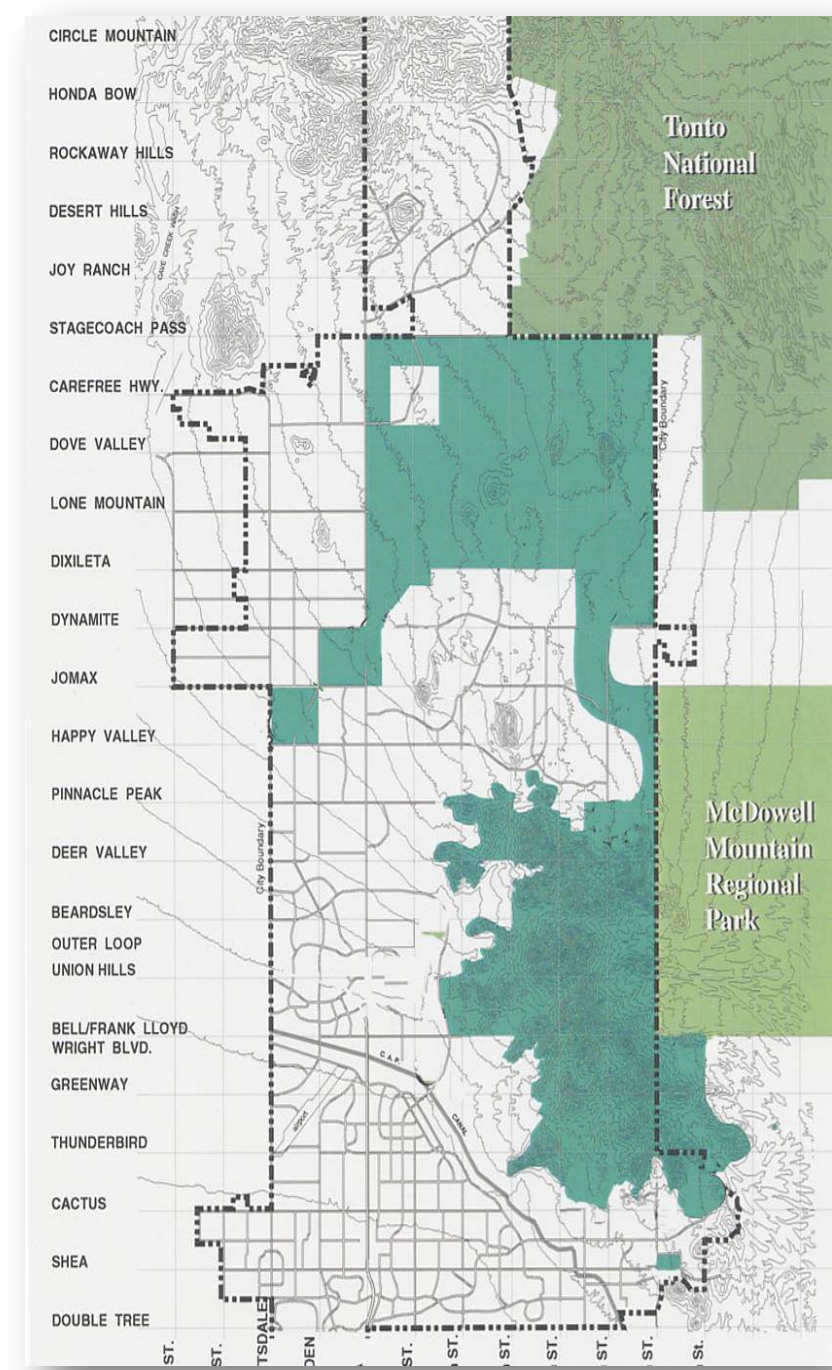 CIRCLE MOUNTAIN
HONDA BOW
ROCKAWAY HILLS
DESERT HILLS
JOY RANCH
STAGECOACH PASS
CAREFREE HWY.
DOVE VALLEY
LONE MOUNTAIN
DIXILETA
DYNAMITE
JOMAX
HAPPY VALLEY
PINNACLE PEAK
DEER VALLEY
BEARDSLEY
OUTER LOOP
UNION HILLS
BELL/FRANK LLOYD
WRIGHT BLVD.
GREENWAY
THUNDERBIRD
CACTUS
SHEA
DOUBLE TREE
CAVE CREEK WASH
Tonto
National
Forest
City Boundary
McDowell
Mountain
Regional
Park
City Boundary
C.A.P.
CANAL
airport
ST.
ST.
TSDALE
DEN
ST.
ST.
ST.
ST.
ST.
ST.
St.